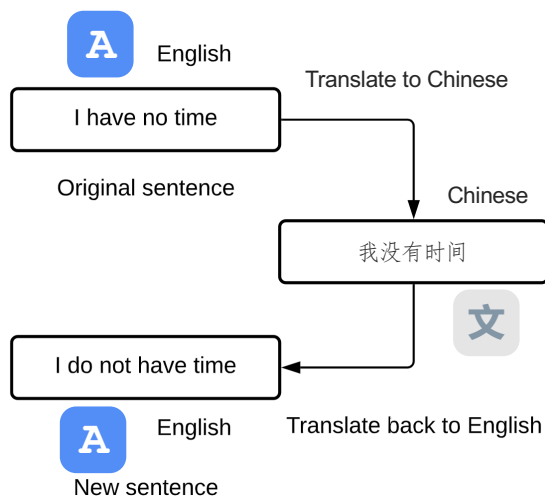 A
English
Translate to Chinese
I have no time
Original sentence
Chinese
我没有时间
文
I do not have time
A
English
Translate back to English
New sentence